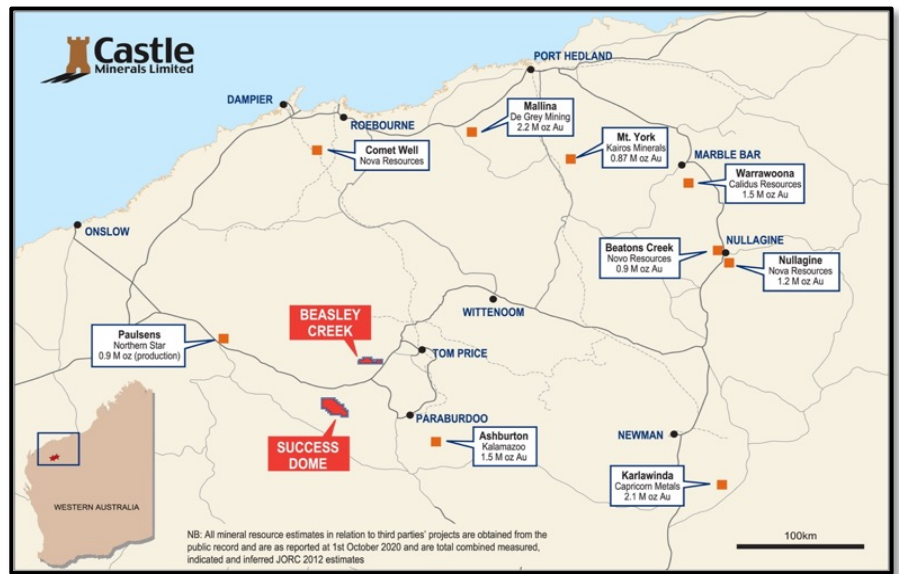 Castle
Minerals Limited
PORT HEDLAND
DAMPIER
ROEBOURNE
Mallina
De Grey Mining
2.2 M oz Au
Comet Well
Nova Resources
Mt. York
Kairos Minerals
0.87 M oz Au
MARBLE BAR
Warrawoona
Calidus Resources
1.5 M oz Au
ONSLOW
Beatons Creek
Novo Resources
0.9 M oz Au
NULLAGINE
Nullagine
Nova Resources
1.2 M oz Au
WITTENOOM
BEASLEY
CREEK
Paulsens
Northern Star
0.9 M oz (production)
TOM PRICE
PARABURDOO
SUCCESS
DOME
Ashburton
Kalamazoo
1.5 M oz Au
NEWMAN
Karlawinda
Capricorn Metals
2.1 M oz Au
WESTERN AUSTRALIA
NB: All mineral resource estimates in relation to third parties' projects are obtained from the
public record and are as reported at 1st October 2020 and are total combined measured,
indicated and inferred JORC 2012 estimates
100km